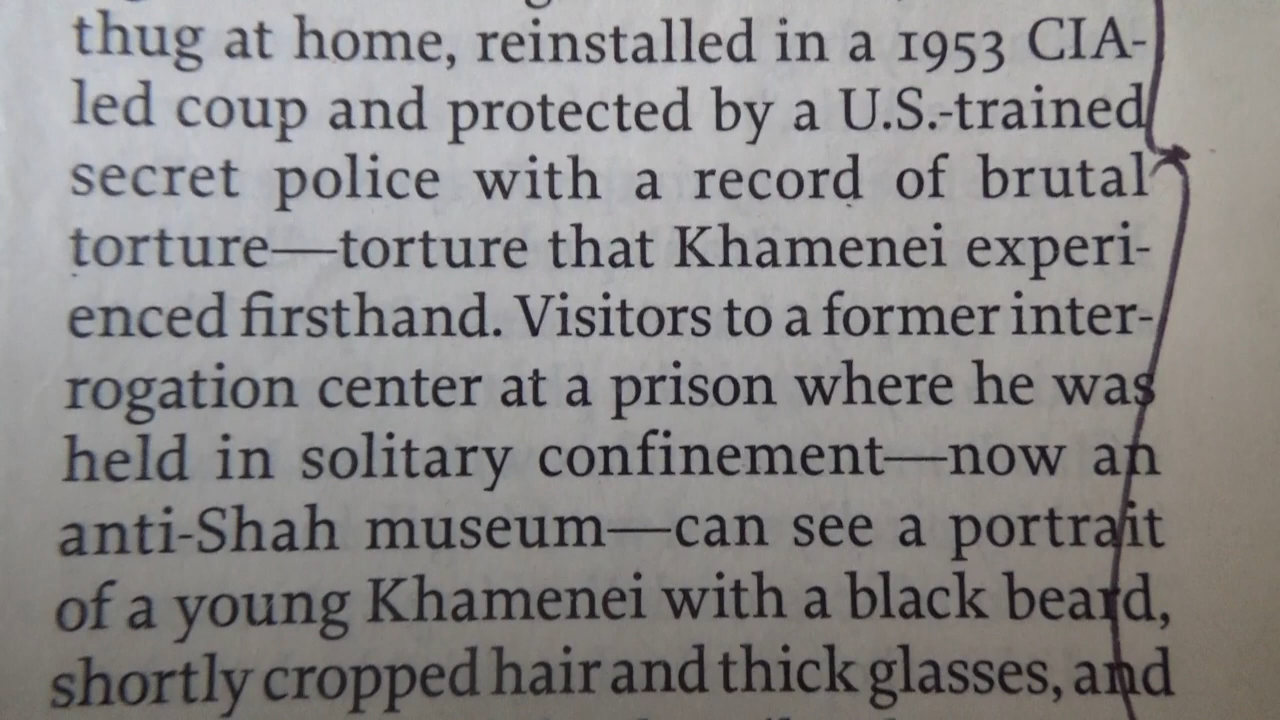 thug at home, reinstalled in a 1953 CIA-
led coup and protected by a U.S.-trained
secret police with a record of brutal
torture—torture that Khamenei experi-
enced firsthand. Visitors to a former inter-
rogation center at a prison where he was
held in solitary confinement—now an
anti-Shah museum—can see a portrait
of a young Khamenei with a black beard,
shortly cropped hair and thick glasses, and